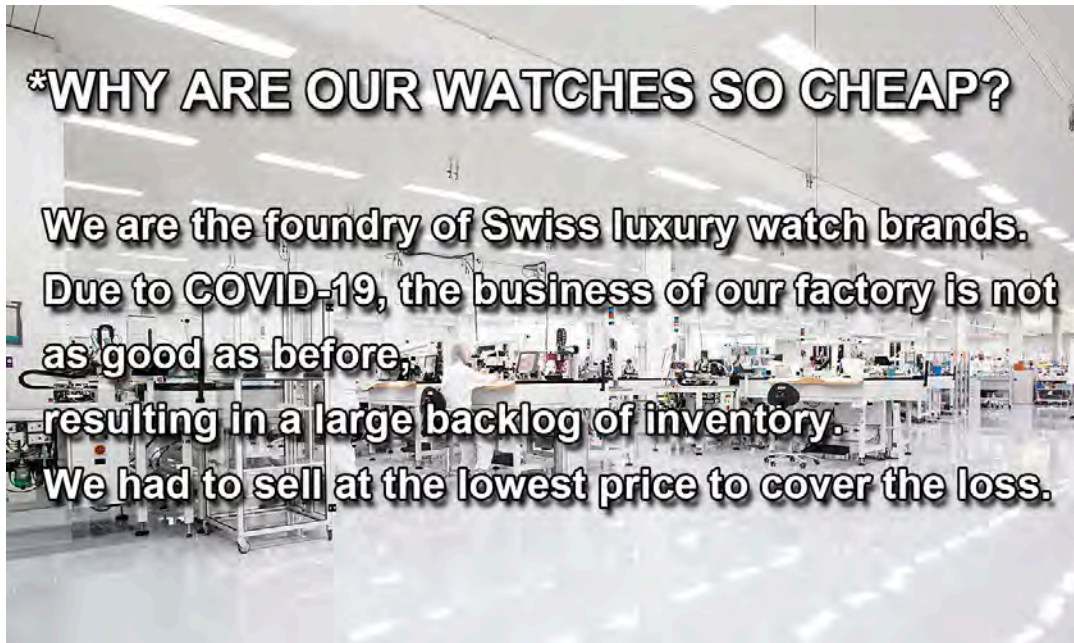 *WHY ARE OUR WATCHES SO CHEAP?
We are the foundry of Swiss luxury watch brands.
Due to COVID-19, the business of our factory is not
as good as before,
resulting in a large backlog of inventory.
We had to sell at the lowest price to cover the loss.